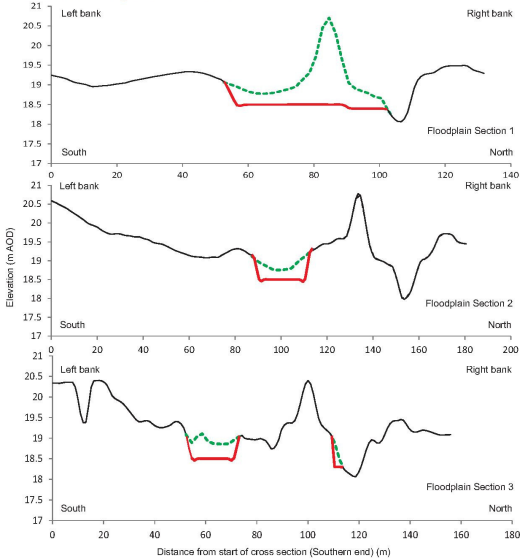 Left bank Right bank
21
20.5
20
19.5
19
18.5
18
17.5
17
Floodplain Section 1
South North
0 20 40 60 80 100 120 140
Left bank Right bank
21
20.5
20
19.5
19
18.5
18
17.5
17
Elevation (m AOD)
Floodplain Section 2
South North
0 20 40 60 80 100 120 140 160 180 200
Left bank Right bank
21
20.5
20
19.5
19
18.5
18
17.5
17
Floodplain Section 3
South North
0 20 40 60 80 100 120 140 160 180
Distance from start of cross section (Southern end) (m)